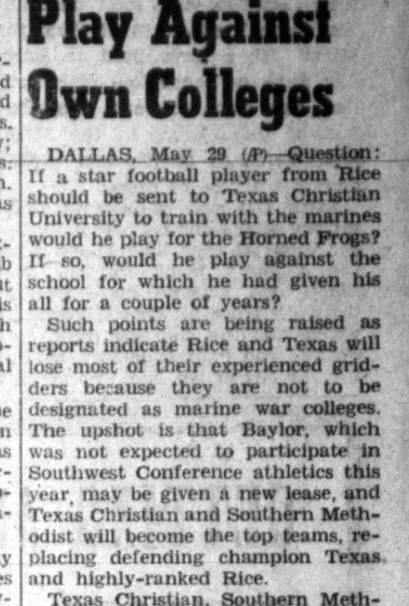 Play Against
Own Colleges
DALLAS, May 29 (AP)—Question:
If a star football player from Rice
should be sent to Texas Christian
University to train with the marines
would he play for the Horned Frogs?
If so, would he play against the
school for which he had given his
all for a couple of years?
Such points are being raised as
reports indicate Rice and Texas will
lose most of their experienced grid-
ders because they are not to be
designated as marine war colleges.
The upshot is that Baylor, which
was not expected to participate in
Southwest Conference athletics this
year, may be given a new lease, and
Texas Christian and Southern Meth-
odist will become the top teams, re-
placing defending champion Texas
and highly-ranked Rice.
Texas Christian, Southern Meth-